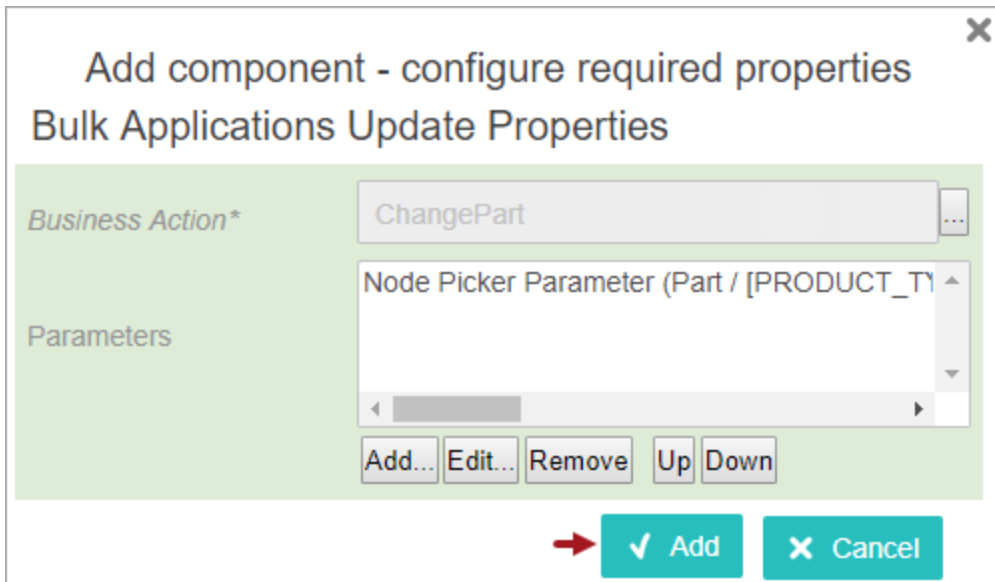 Add component - configure required properties
Bulk Applications Update Properties
Business Action*
ChangePart
...
Node Picker Parameter (Part / [PRODUCT_TY
Parameters
Add... Edit... Remove Up Down
Add Cancel